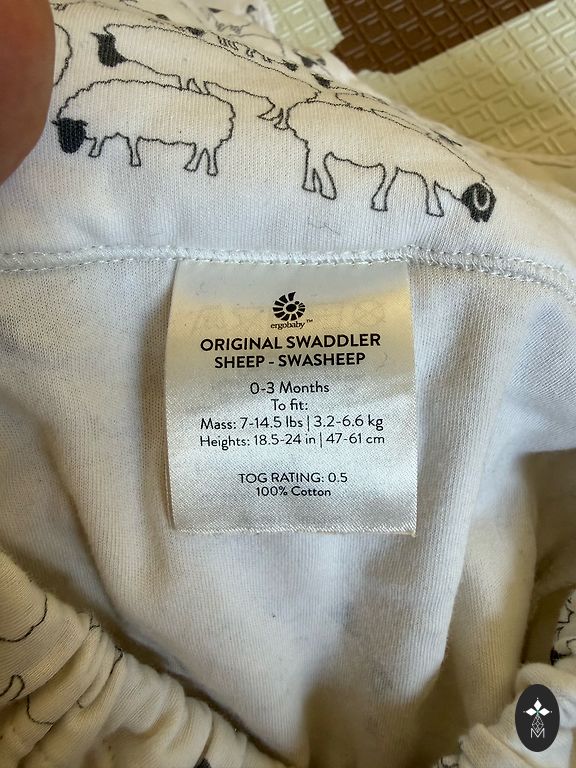 ergobaby™
ORIGINAL SWADDLER
SHEEP - SWASHEEP
0-3 Months
To fit:
Mass: 7-14.5 lbs | 3.2-6.6 kg
Heights: 18.5-24 in | 47-61 cm
TOG RATING: 0.5
100% Cotton